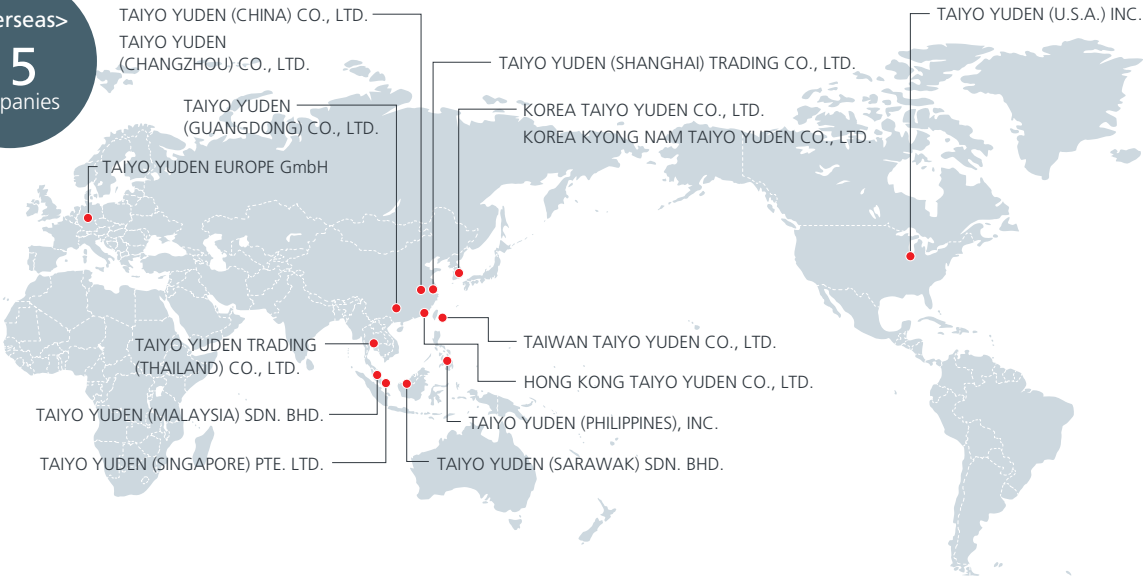 erseas>
5
panies
TAIYO YUDEN (CHINA) CO., LTD.
TAIYO YUDEN
(CHANGZHOU) CO., LTD.
TAIYO YUDEN (U.S.A.) INC.
TAIYO YUDEN (SHANGHAI) TRADING CO., LTD.
TAIYO YUDEN
(GUANGDONG) CO., LTD.
KOREA TAIYO YUDEN CO., LTD.
KOREA KYONG NAM TAIYO YUDEN CO., LTD.
TAIYO YUDEN EUROPE GmbH
TAIYO YUDEN TRADING
(THAILAND) CO., LTD.
TAIWAN TAIYO YUDEN CO., LTD.
HONG KONG TAIYO YUDEN CO., LTD.
TAIYO YUDEN (MALAYSIA) SDN. BHD.
TAIYO YUDEN (PHILIPPINES), INC.
TAIYO YUDEN (SINGAPORE) PTE. LTD.
TAIYO YUDEN (SARAWAK) SDN. BHD.